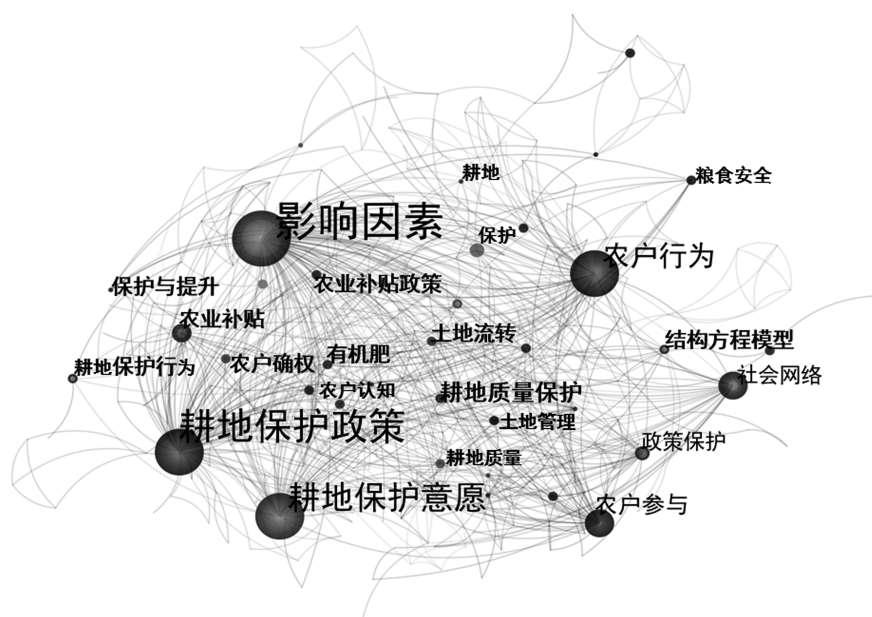 耕地
粮食安全
影响因素
保护
农户行为
保护与提升
农业补贴政策
农业补贴
土地流转
结构方程模型
耕地保护行为
农户确权
有机肥
社会网络
农户认知
耕地质量保护
耕地保护政策
土地管理
政策保护
耕地质量
耕地保护意愿
农户参与